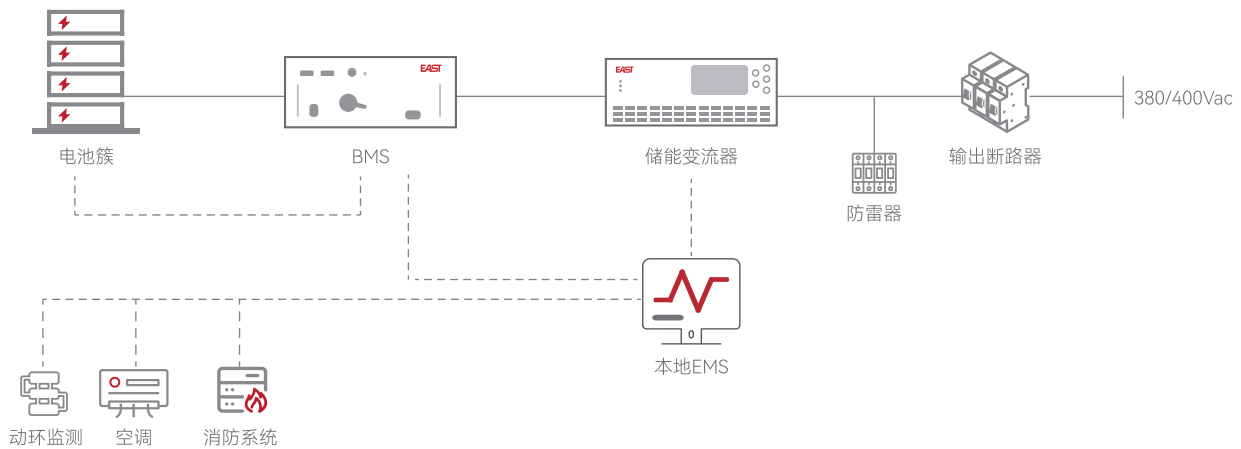 EAST
EAST
380/400Vac
电池簇
BMS
储能变流器
输出断路器
防雷器
本地EMS
动环监测
空调
消防系统